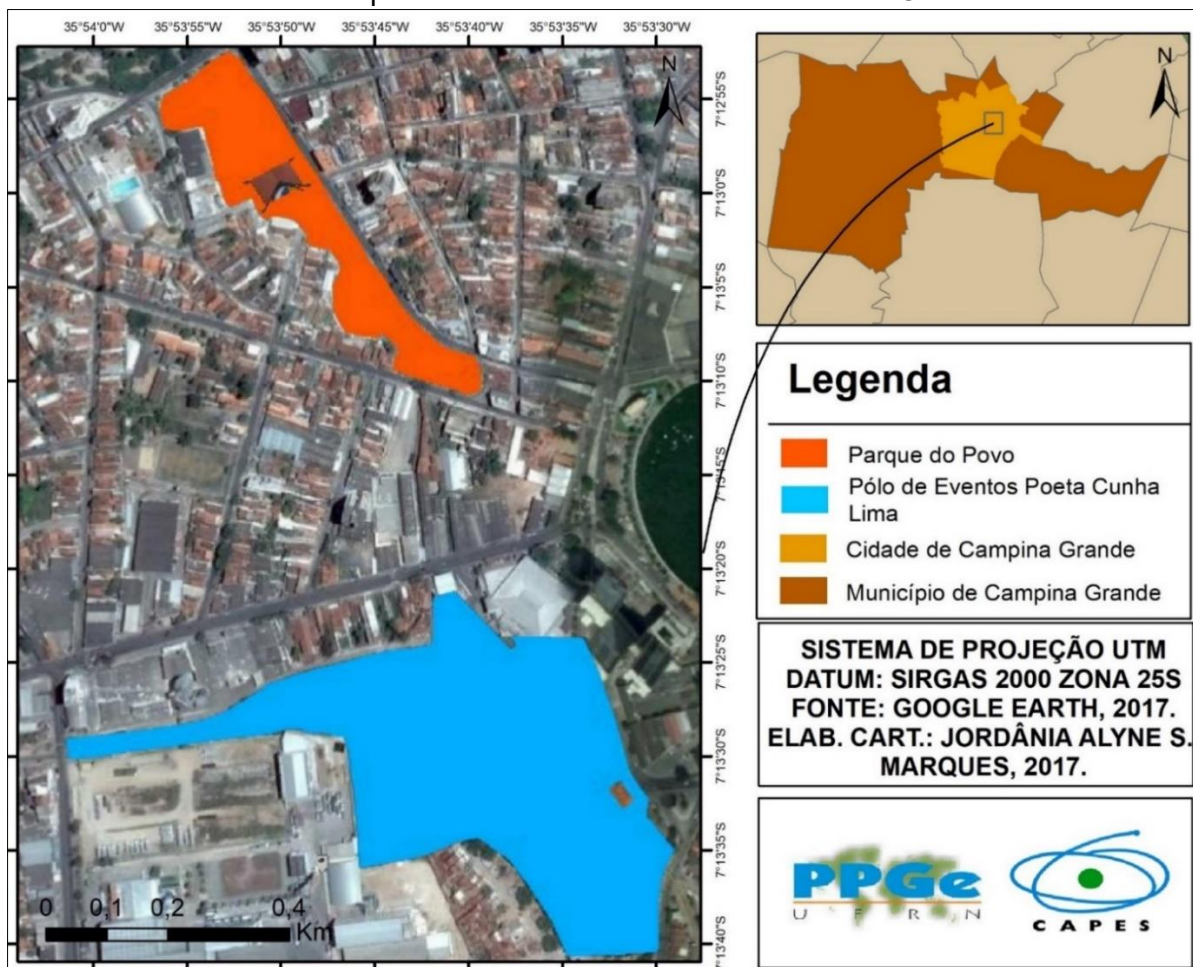 35°54'0"W 35°53'55"W 35°53'50"W 35°53'45"W 35°53'40"W 35°53'35"W 35°53'30"W
N
7°12'55"S
7°13'0"S
7°13'5"S
7°13'10"S
7°13'15"S
7°13'20"S
7°13'25"S
7°13'30"S
7°13'35"S
7°13'40"S
0 0,1 0,2 0,4
Km
N
Legenda
Parque do Povo
Pólo de Eventos Poeta Cunha
Lima
Cidade de Campina Grande
Município de Campina Grande
SISTEMA DE PROJEÇÃO UTM
DATUM: SIRGAS 2000 ZONA 25S
FONTE: GOOGLE EARTH, 2017.
ELAB. CART.: JORDÂNIA ALYNE S.
MARQUES, 2017.
PPGe
UFRN
CAPES